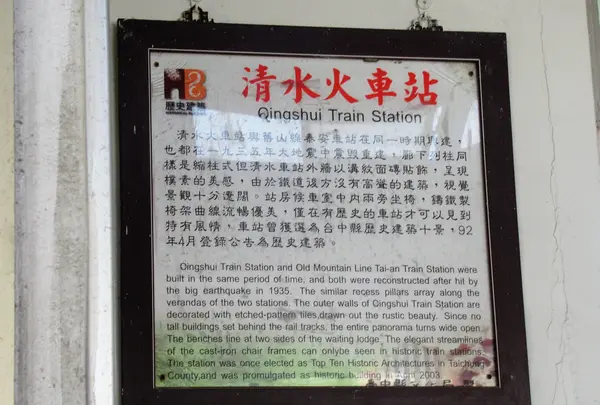 歷史建築
清水火車站
Qingshui Train Station
清水火車站與舊山線泰安車站在同一時期興建，
也都在一九三五年大地震中震毀重建，廊下列柱同
樣是縮柱式但清水車站外牆以溝紋面磚貼飾，呈現
樸素的美感，由於鐵道後方沒有高聳的建築，視覺
景觀十分遼闊。站房候車室中內兩旁坐椅，鑄鐵製
椅架曲線流暢優美，僅在有歷史的車站才可以見到
特有風情，車站曾獲選為台中縣歷史建築十景，92
年4月登錄公告為歷史建築。
Qingshui Train Station and Old Mountain Line Tai-an Train Station were
built in the same period of time, and both were reconstructed after hit by
the big earthquake in 1935. The similar recess pillars array along the
verandas of the two stations. The outer walls of Qingshui Train Station are
decorated with etched-pattern tiles,drawn out the rustic beauty. Since no
tall buildings set behind the rail tracks, the entire panorama turns wide open.
The benches line at two sides of the waiting lodge. The elegant streamlines
of the cast-iron chair frames can onlybe seen in historic train stations.
The station was once elected as Top Ten Historic Architectures in Taichung
County,and was promulgated as historic building in April 2003.